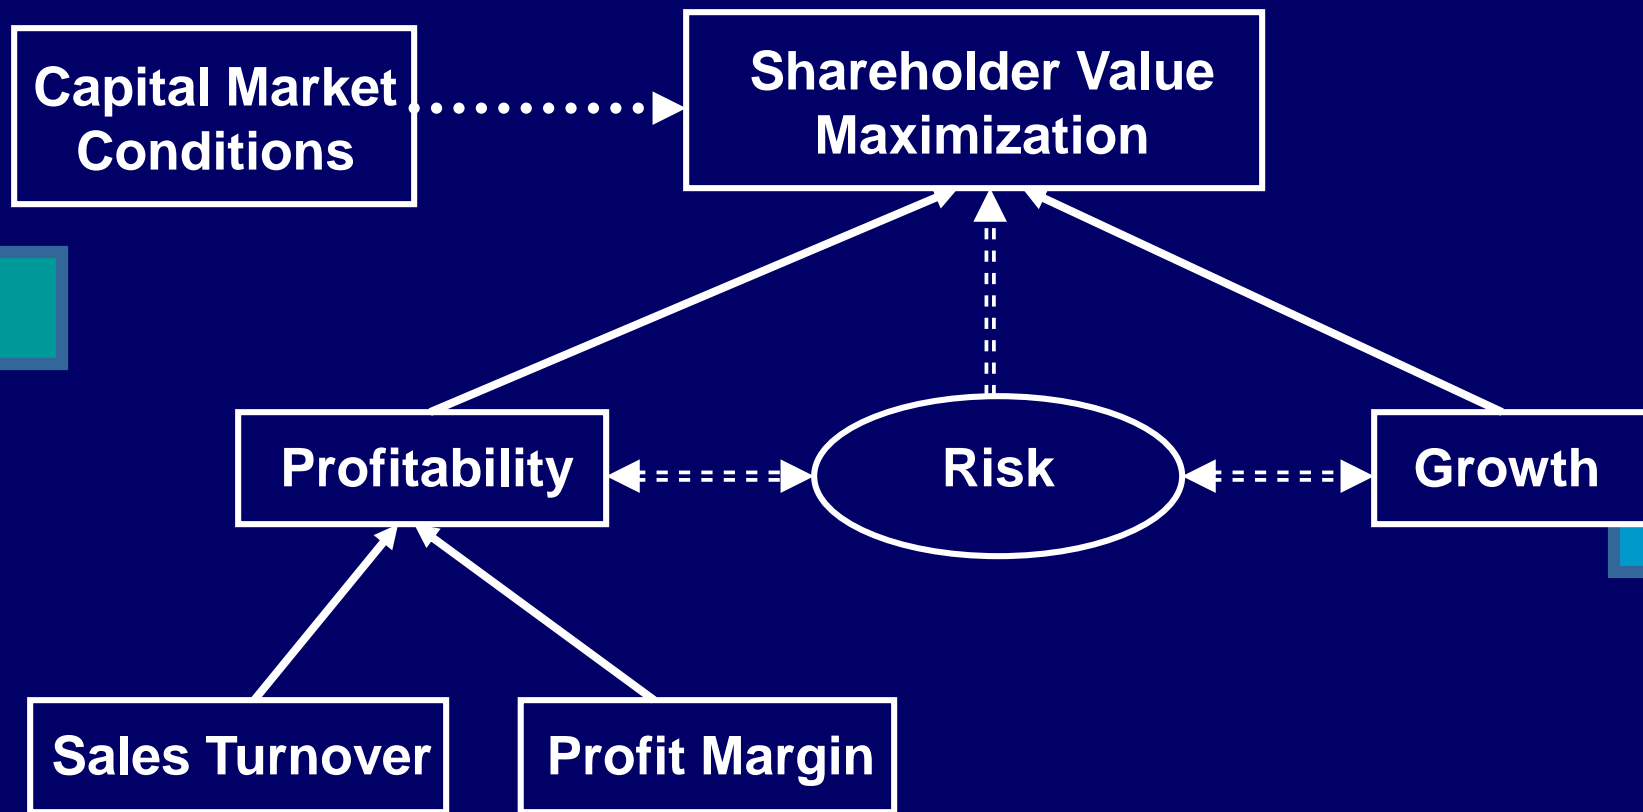 Capital Market
Conditions
Shareholder Value
Maximization
Profitability
Risk
Growth
Sales Turnover
Profit Margin